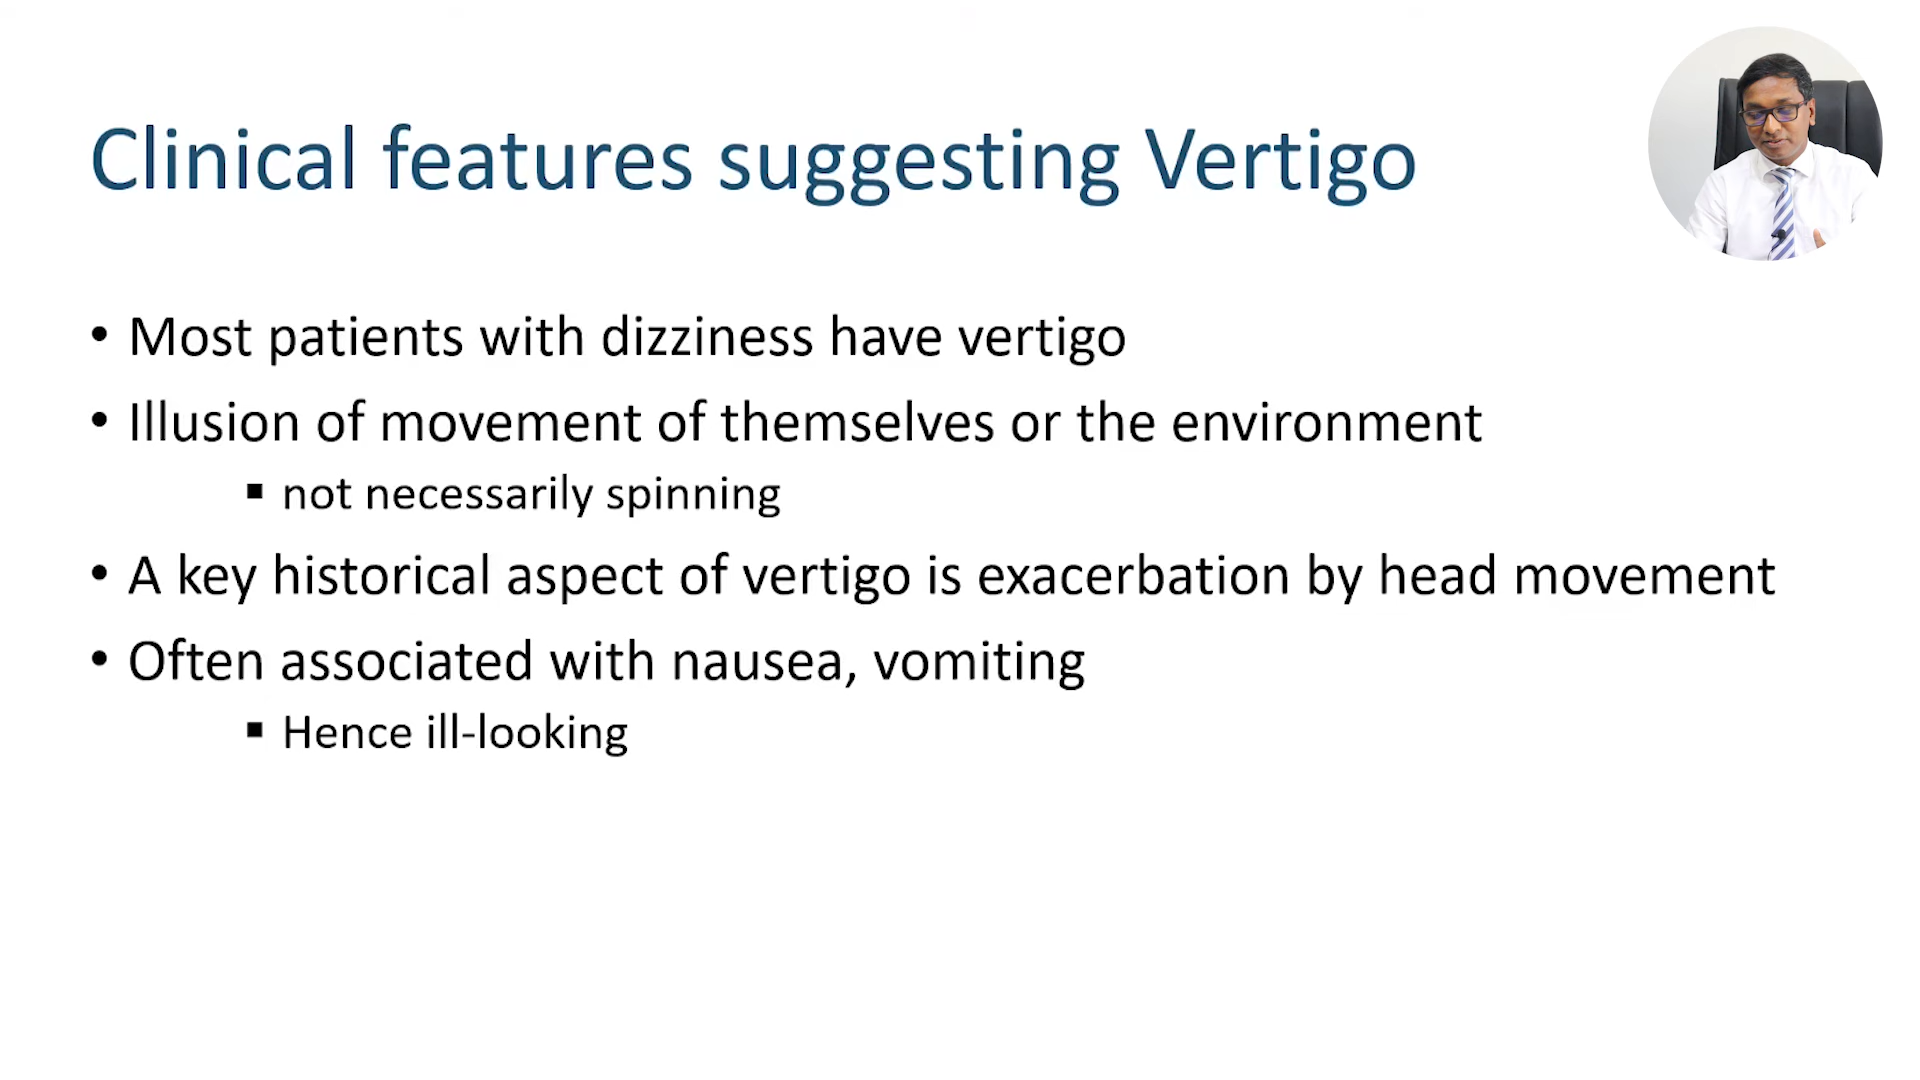 Clinical features suggesting Vertigo
• Most patients with dizziness have vertigo
• Illusion of movement of themselves or the environment
▪ not necessarily spinning
• A key historical aspect of vertigo is exacerbation by head movement
• Often associated with nausea, vomiting
▪ Hence ill-looking